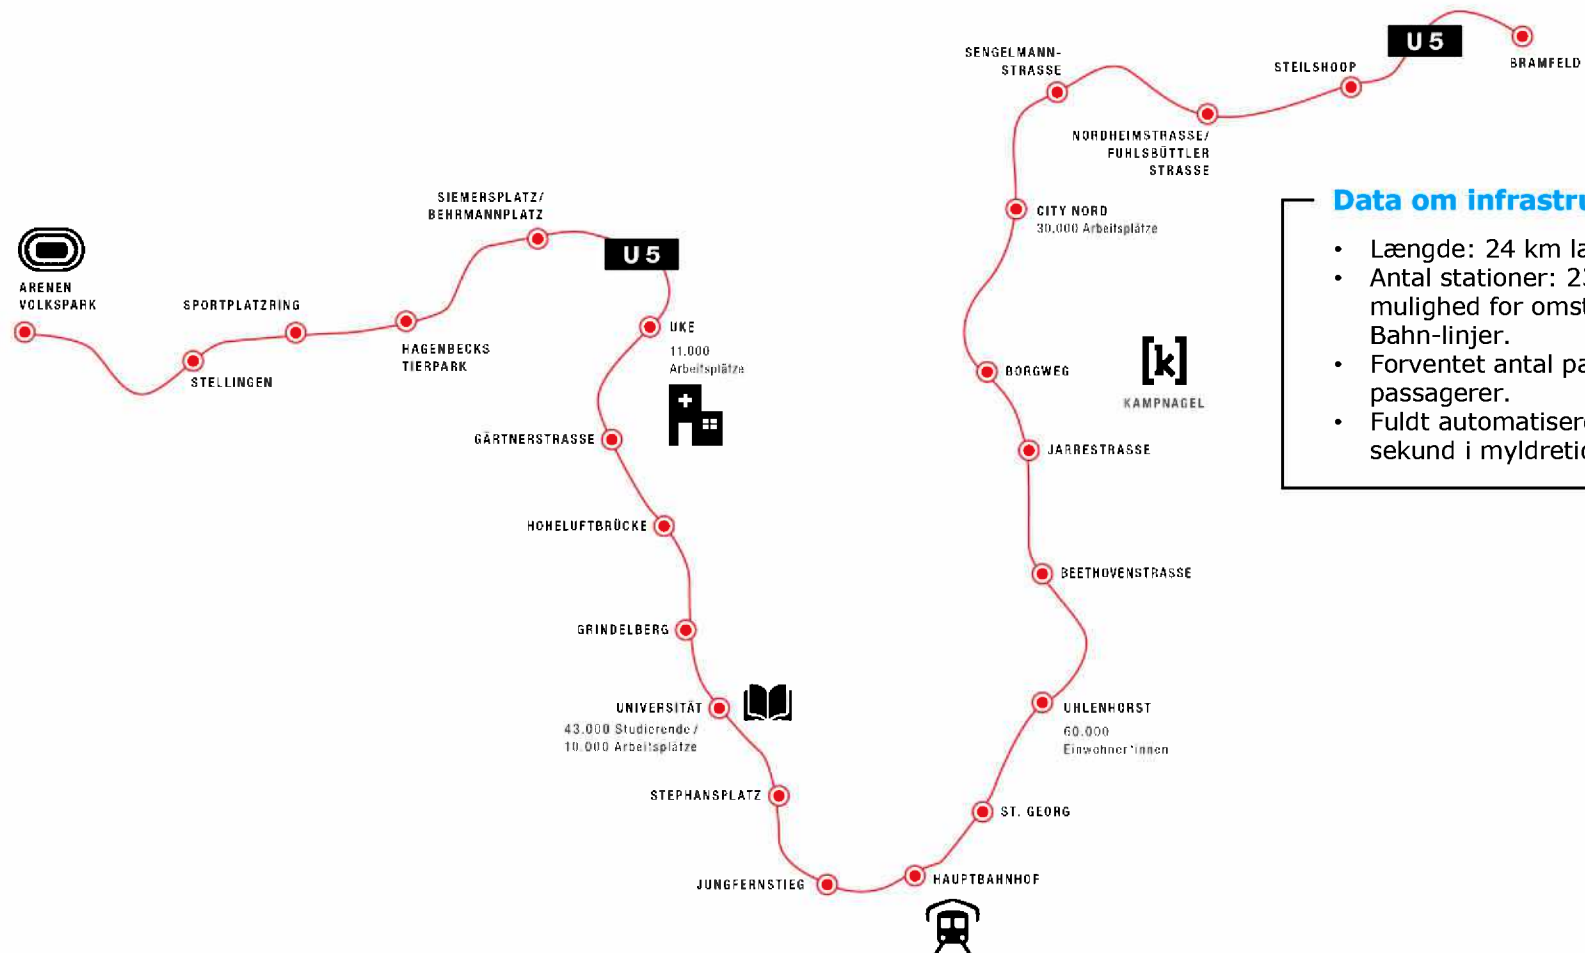 U 5
BRAMFELD
STEILSHOOP
SENGELMANN-
STRASSE
NORDHEIMSTRASSE/
FUHLSBÜTTLER
STRASSE
CITY NORD
30.000 Arbeitsplätze
SIEMERSPLATZ/
BEHRMANNPLATZ
U 5
ARENEN
VOLKSPARK
SPORTPLATZRING
STELLINGEN
HAGENBECKS
TIERPARK
UKE
11.000
Arbeitsplätze
GÄRTNERSTRASSE
HOHELUFTBRÜCKE
GRINDELBERG
UNIVERSITÄT
43.000 Studierende /
10.000 Arbeitsplätze
STEPHANSPLATZ
JUNGFERNSTIEG
HAUPTBAHNHOF
ST. GEORG
UHLENHORST
60.000
Einwohner*innen
BEETHOVENSTRASSE
JARRESTRASSE
BORGWEG
[k]
KAMPNAGEL
Data om infrastru
• Længde: 24 km la
• Antal stationer: 23
mulighed for omst
Bahn-linjer.
• Forventet antal pa
passagerer.
• Fuldt automatisere
sekund i myldretid